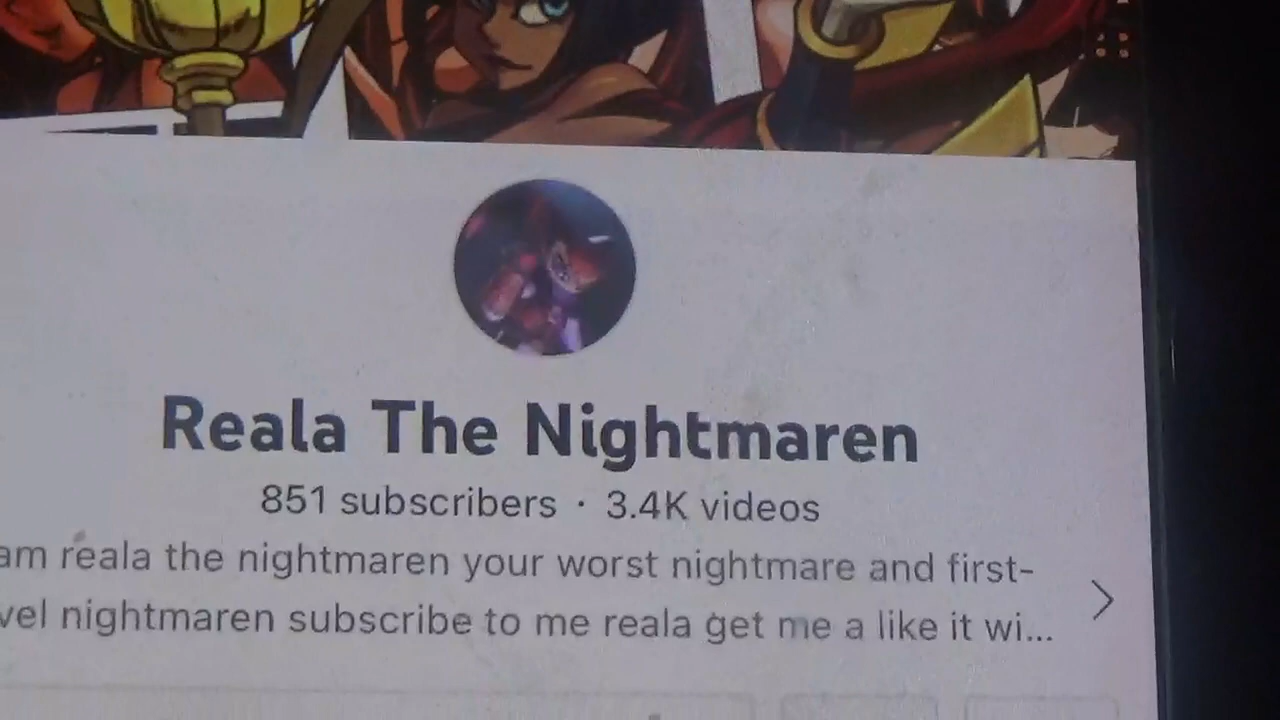 Reala The Nightmaren
851 subscribers · 3.4K videos
am reala the nightmaren your worst nightmare and first-
vel nightmaren subscribe to me reala get me a like it wi...